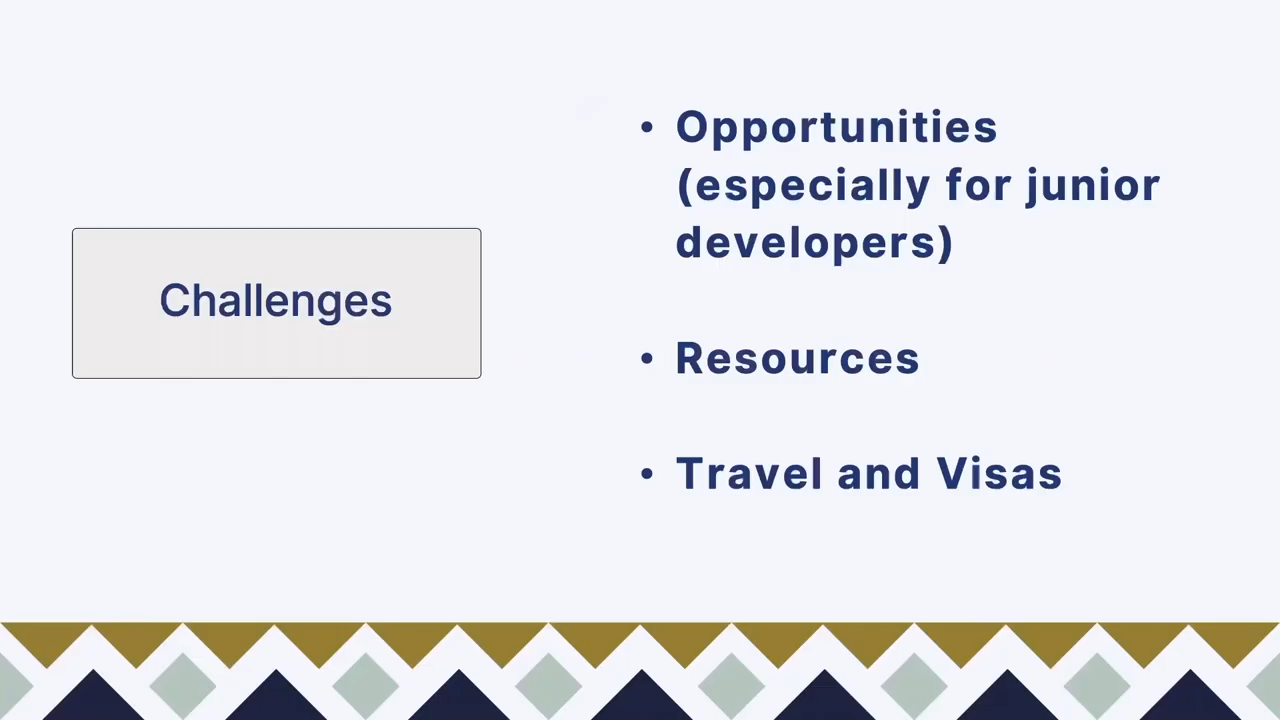 Challenges
• Opportunities
(especially for junior
developers)
• Resources
• Travel and Visas